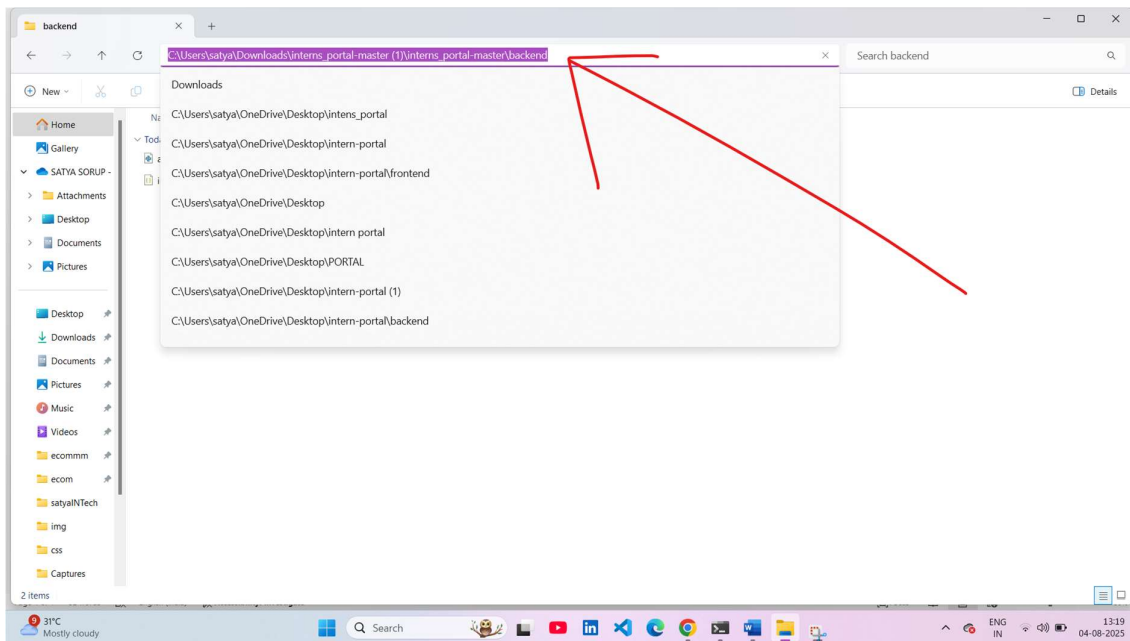 backend
C:\Users\satya\Downloads\interns_portal-master (1)\interns_portal-master\backend
Search backend
New
Details
Downloads
C:\Users\satya\OneDrive\Desktop\intens_portal
C:\Users\satya\OneDrive\Desktop\intern-portal
C:\Users\satya\OneDrive\Desktop\intern-portal\frontend
C:\Users\satya\OneDrive\Desktop
C:\Users\satya\OneDrive\Desktop\intern portal
C:\Users\satya\OneDrive\Desktop\PORTAL
C:\Users\satya\OneDrive\Desktop\intern-portal (1)
C:\Users\satya\OneDrive\Desktop\intern-portal\backend
Home
Gallery
SATYA SORUP -
Attachments
Desktop
Documents
Pictures
Desktop
Downloads
Documents
Pictures
Music
Videos
ecommm
ecom
satyaINTech
img
css
Captures
2 items
9
31°C
Mostly cloudy
Search
ENG
IN
13:19
04-08-2025